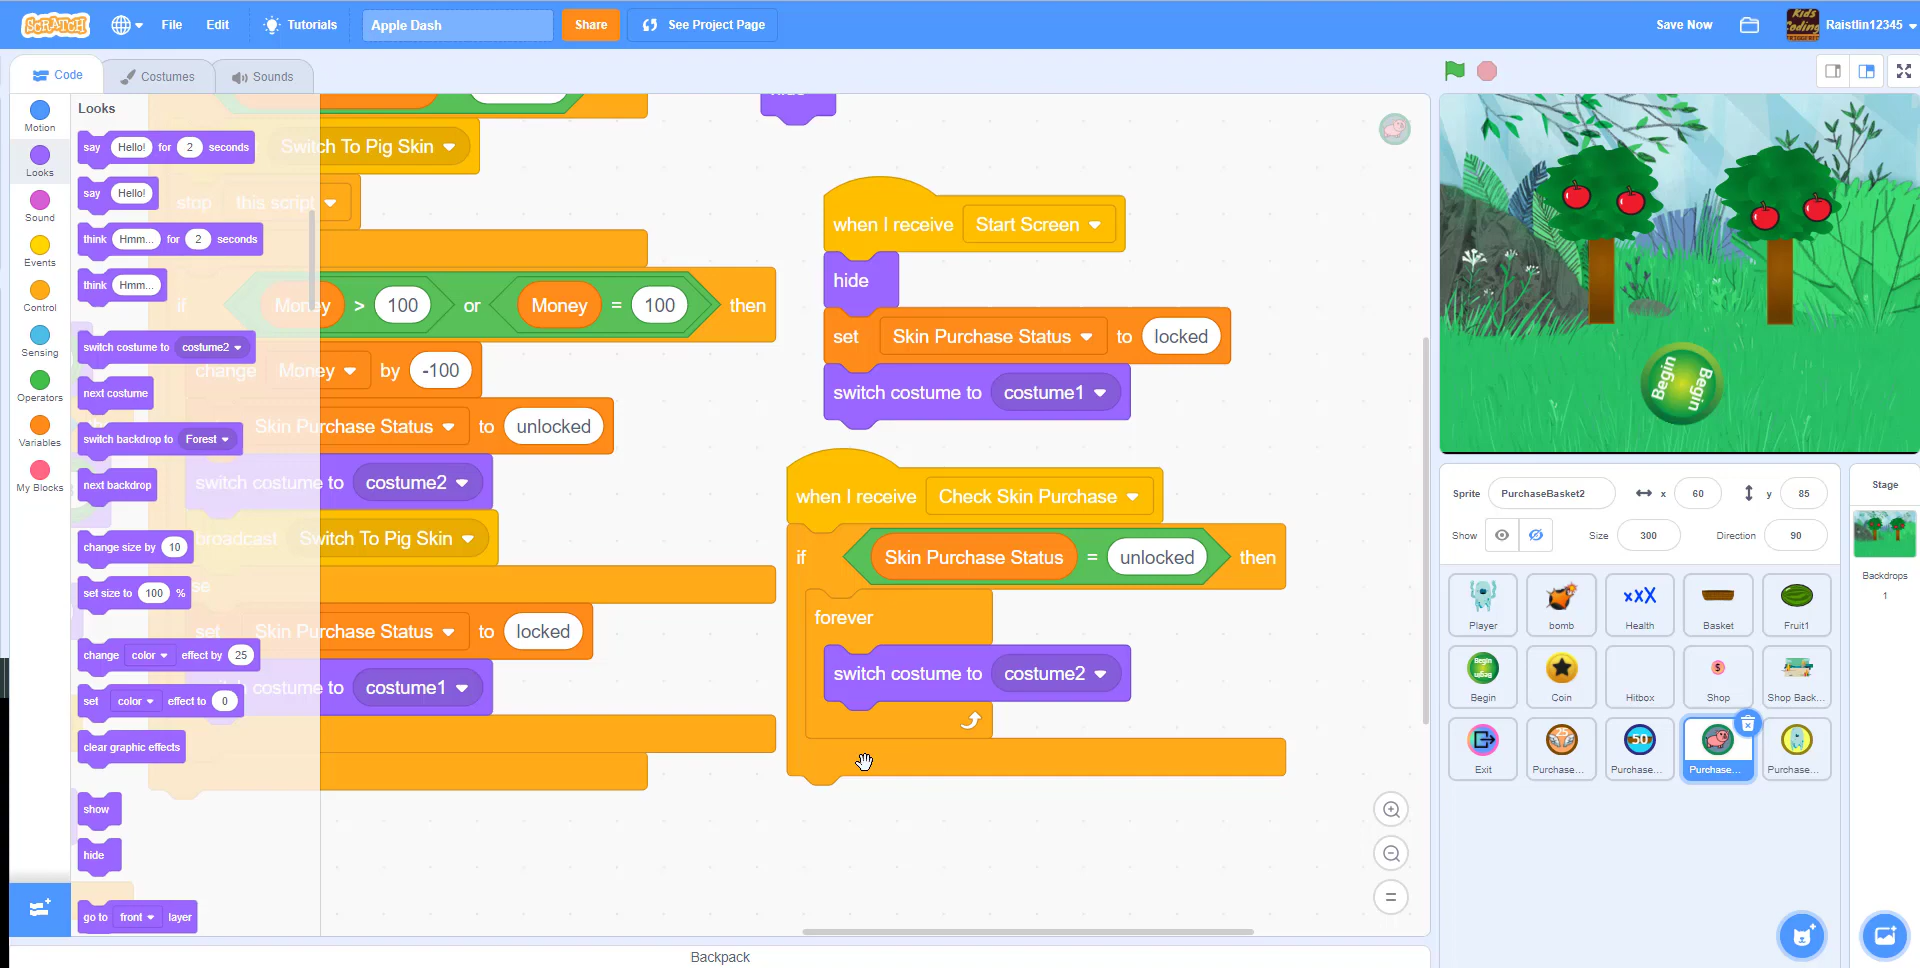 SCRATCH
File
Edit
Tutorials
Apple Dash
Share
See Project Page
Save Now
Kids
Coding
Raistlin12345
Code
Costumes
Sounds
Motion
Looks
Sound
Events
Control
Sensing
Operators
Variables
My Blocks
Looks
say Hello! for 2 seconds
say Hello!
think Hmm... for 2 seconds
think Hmm...
switch costume to costume2
next costume
switch backdrop to Forest
next backdrop
change size by 10
set size to 100 %
change color effect by 25
set color effect to 0
clear graphic effects
show
hide
go to front layer
Switch To Pig Skin
stop this script
if Money > 100 or Money = 100 then
change Money by -100
Skin Purchase Status to unlocked
switch costume to costume2
broadcast Switch To Pig Skin
set Skin Purchase Status to locked
costume to costume1
when I receive Start Screen
hide
set Skin Purchase Status to locked
switch costume to costume1
when I receive Check Skin Purchase
if Skin Purchase Status = unlocked then
forever
switch costume to costume2
Backpack
Begin
Begin
Sprite PurchaseBasket2 x 60 y 85
Show Size 300 Direction 90
Stage
Backdrops
1
Player
bomb
xxX
Health
Basket
Fruit1
Begin
Begin
Begin
Coin
Hitbox
$
Shop
Shop Back...
Exit
25
Purchase...
50
Purchase...
Purchase...
Purchase...